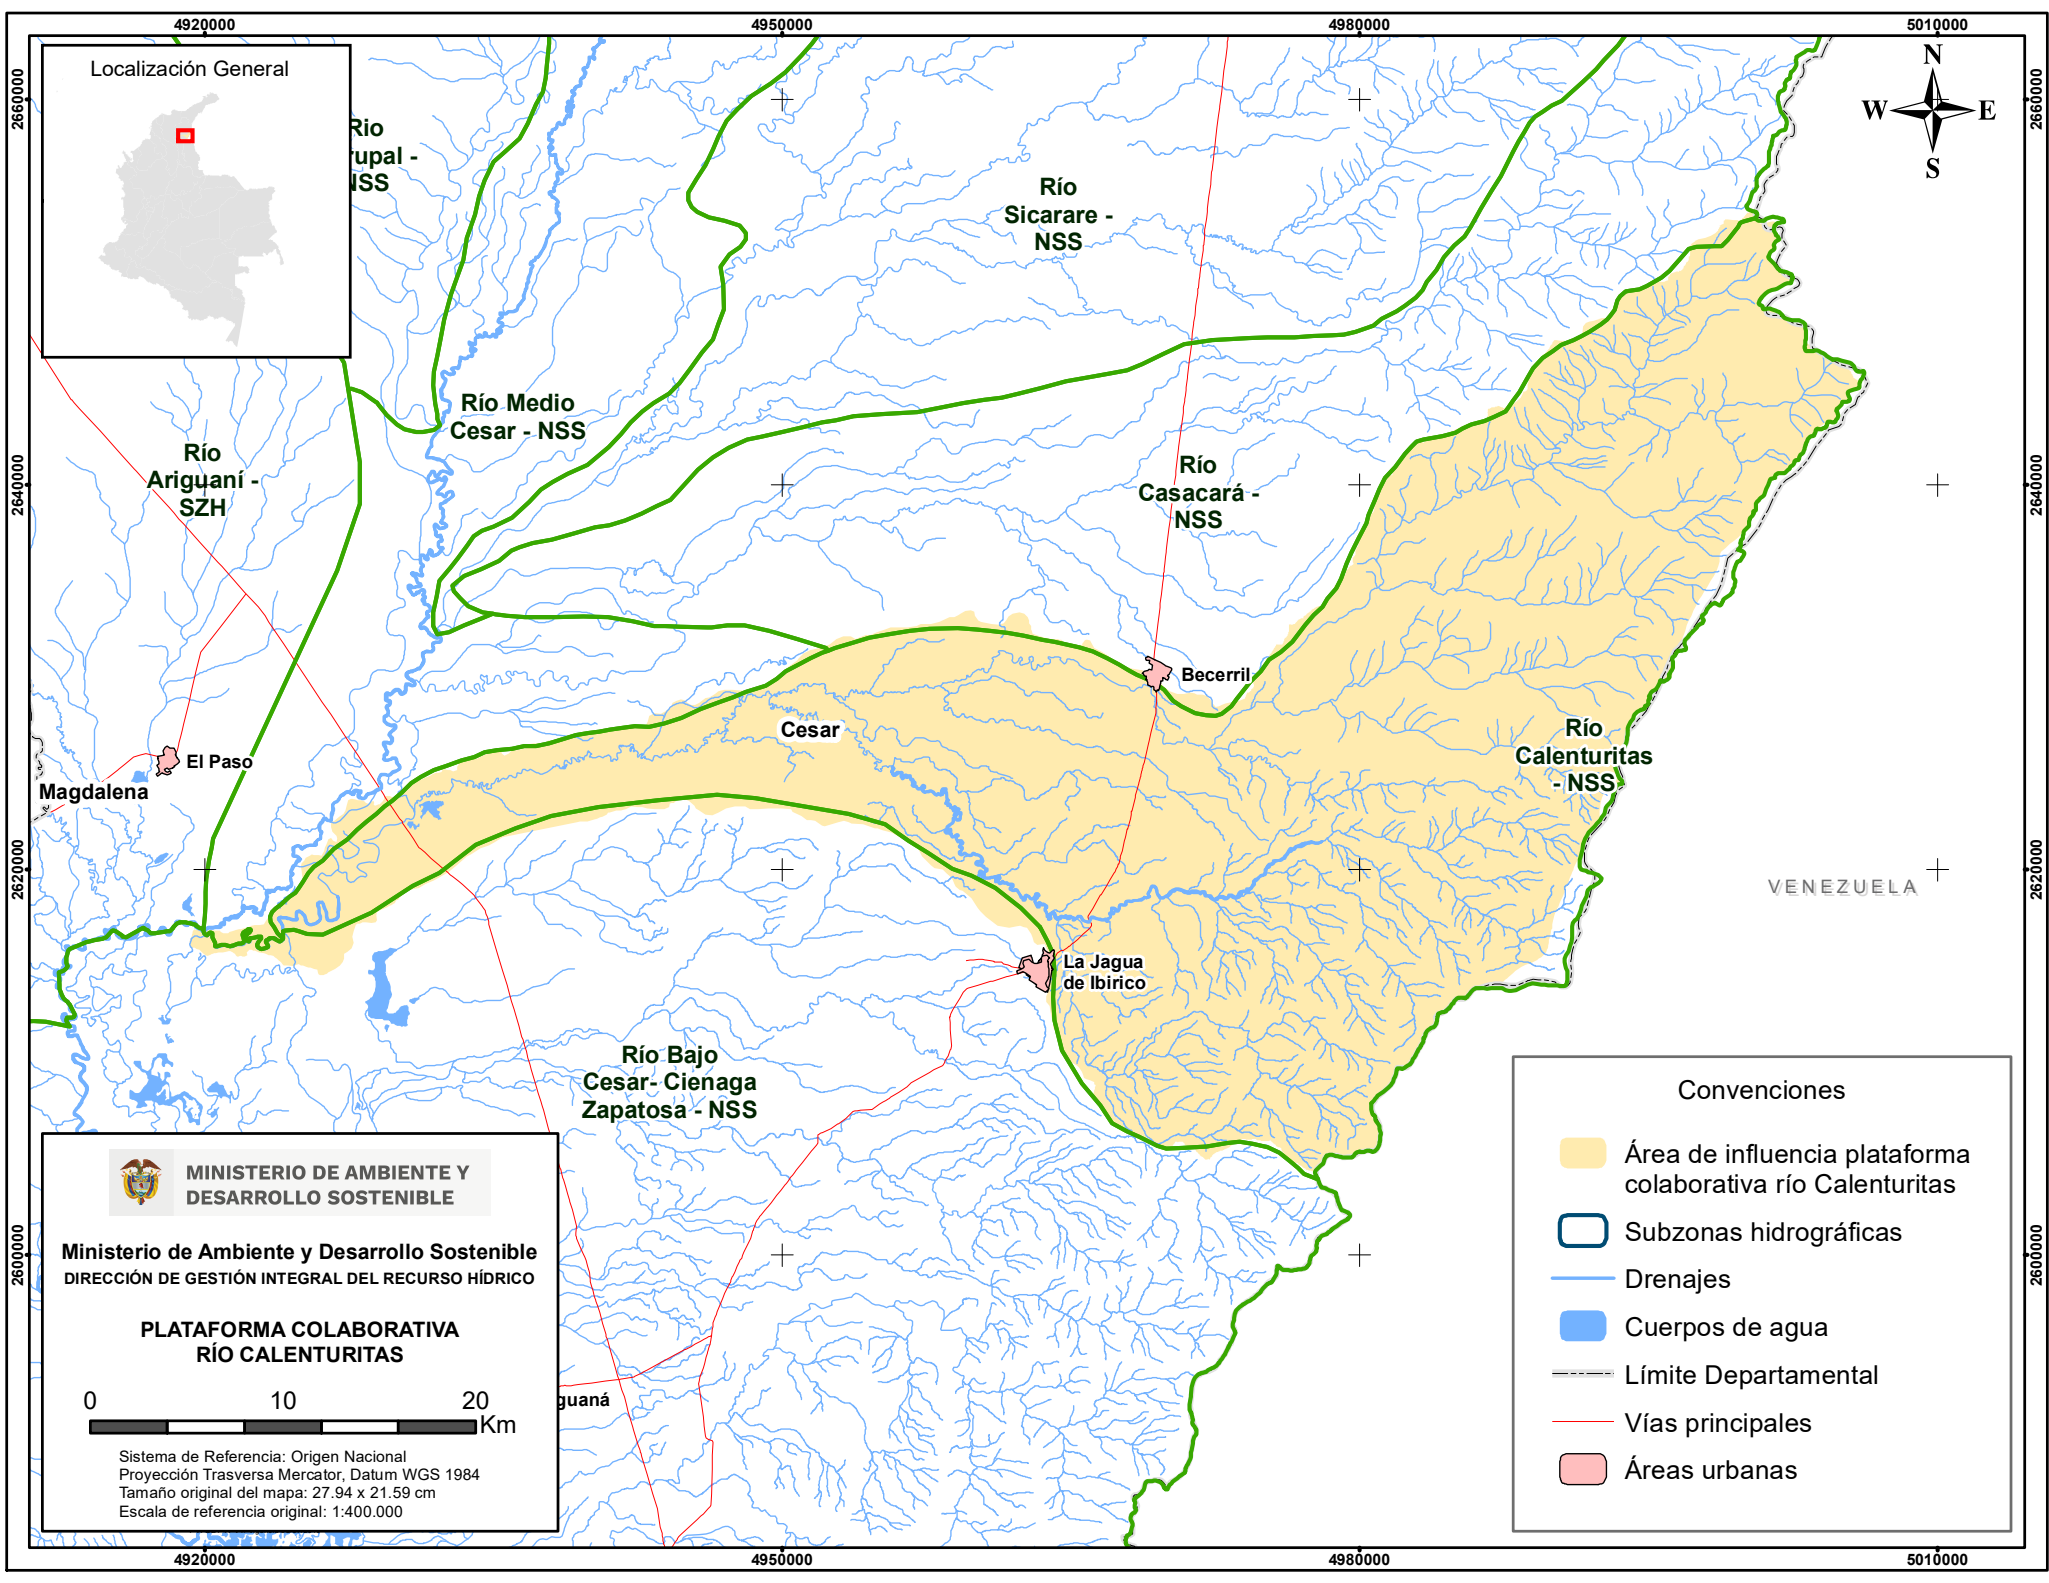 4920000
4950000
4980000
5010000
2660000
2640000
2620000
2600000
2660000
2640000
2620000
2600000
4920000
4950000
4980000
5010000
Localización General
N
W
E
S
Rio
rupal -
NSS
Río
Sicarare -
NSS
Río Medio
Cesar - NSS
Río
Ariguaní -
SZH
Río
Casacará -
NSS
Becerril
Cesar
Río
Calenturitas
- NSS
El Paso
Magdalena
VENEZUELA
La Jagua
de Ibirico
Río Bajo
Cesar- Cienaga
Zapatosa - NSS
guaná
MINISTERIO DE AMBIENTE Y
DESARROLLO SOSTENIBLE
Ministerio de Ambiente y Desarrollo Sostenible
DIRECCIÓN DE GESTIÓN INTEGRAL DEL RECURSO HÍDRICO
PLATAFORMA COLABORATIVA
RÍO CALENTURITAS
0 10 20
Km
Sistema de Referencia: Origen Nacional
Proyección Trasversa Mercator, Datum WGS 1984
Tamaño original del mapa: 27.94 x 21.59 cm
Escala de referencia original: 1:400.000
Convenciones
Área de influencia plataforma
colaborativa río Calenturitas
Subzonas hidrográficas
Drenajes
Cuerpos de agua
Límite Departamental
Vías principales
Áreas urbanas